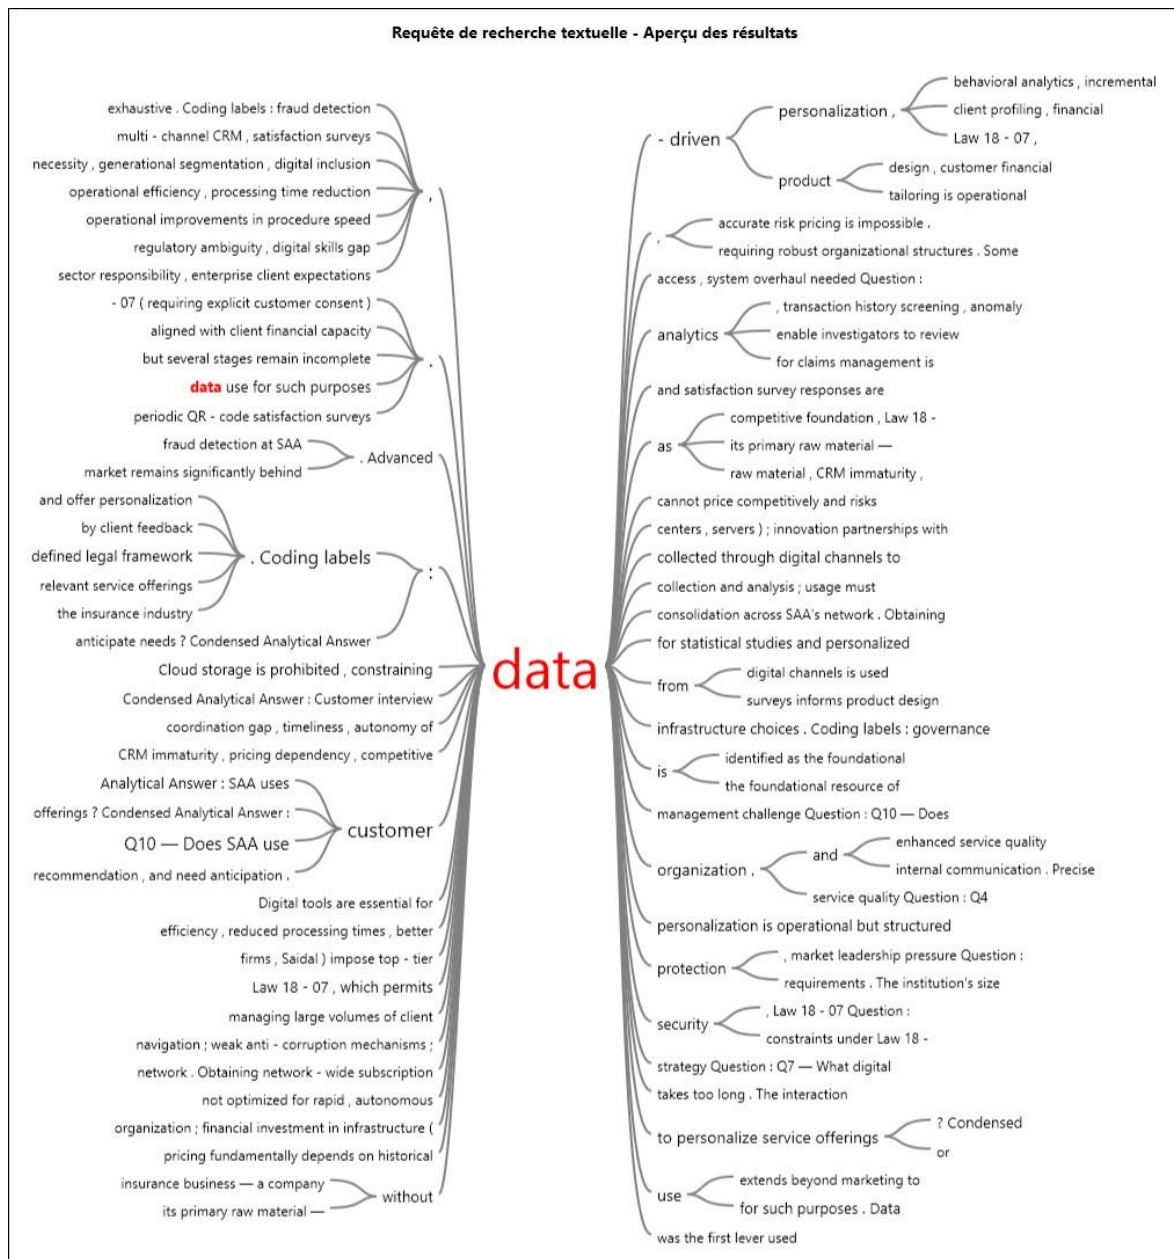 Requête de recherche textuelle - Aperçu des résultats
exhaustive . Coding labels : fraud detection
multi - channel CRM , satisfaction surveys
necessity , generational segmentation , digital inclusion
operational efficiency , processing time reduction
operational improvements in procedure speed
regulatory ambiguity , digital skills gap
sector responsibility , enterprise client expectations
,
- 07 ( requiring explicit customer consent )
aligned with client financial capacity
but several stages remain incomplete
data use for such purposes
periodic QR - code satisfaction surveys
.
fraud detection at SAA
market remains significantly behind
. Advanced
and offer personalization
by client feedback
defined legal framework
relevant service offerings
the insurance industry
. Coding labels
anticipate needs ? Condensed Analytical Answer
:
Cloud storage is prohibited , constraining
Condensed Analytical Answer : Customer interview
coordination gap , timeliness , autonomy of
CRM immaturity , pricing dependency , competitive
Analytical Answer : SAA uses
offerings ? Condensed Analytical Answer :
Q10 — Does SAA use
recommendation , and need anticipation .
customer
Digital tools are essential for
efficiency , reduced processing times , better
firms , Saidal ) impose top - tier
Law 18 - 07 , which permits
managing large volumes of client
navigation ; weak anti - corruption mechanisms ;
network . Obtaining network - wide subscription
not optimized for rapid , autonomous
organization ; financial investment in infrastructure (
pricing fundamentally depends on historical
insurance business — a company
its primary raw material —
without
data
- driven
personalization ,
behavioral analytics , incremental
client profiling , financial
Law 18 - 07 ,
product
design , customer financial
tailoring is operational
,
accurate risk pricing is impossible .
requiring robust organizational structures . Some
access , system overhaul needed Question :
analytics
, transaction history screening , anomaly
enable investigators to review
for claims management is
and satisfaction survey responses are
as
competitive foundation , Law 18 -
its primary raw material —
raw material , CRM immaturity ,
cannot price competitively and risks
centers , servers ) ; innovation partnerships with
collected through digital channels to
collection and analysis ; usage must
consolidation across SAA's network . Obtaining
for statistical studies and personalized
from
digital channels is used
surveys informs product design
infrastructure choices . Coding labels : governance
is
identified as the foundational
the foundational resource of
management challenge Question : Q10 — Does
organization ,
and
enhanced service quality
internal communication . Precise
service quality Question : Q4
personalization is operational but structured
protection
, market leadership pressure Question :
requirements . The institution's size
security
, Law 18 - 07 Question :
constraints under Law 18 -
strategy Question : Q7 — What digital
takes too long . The interaction
to personalize service offerings
? Condensed
or
use
extends beyond marketing to
for such purposes . Data
was the first lever used